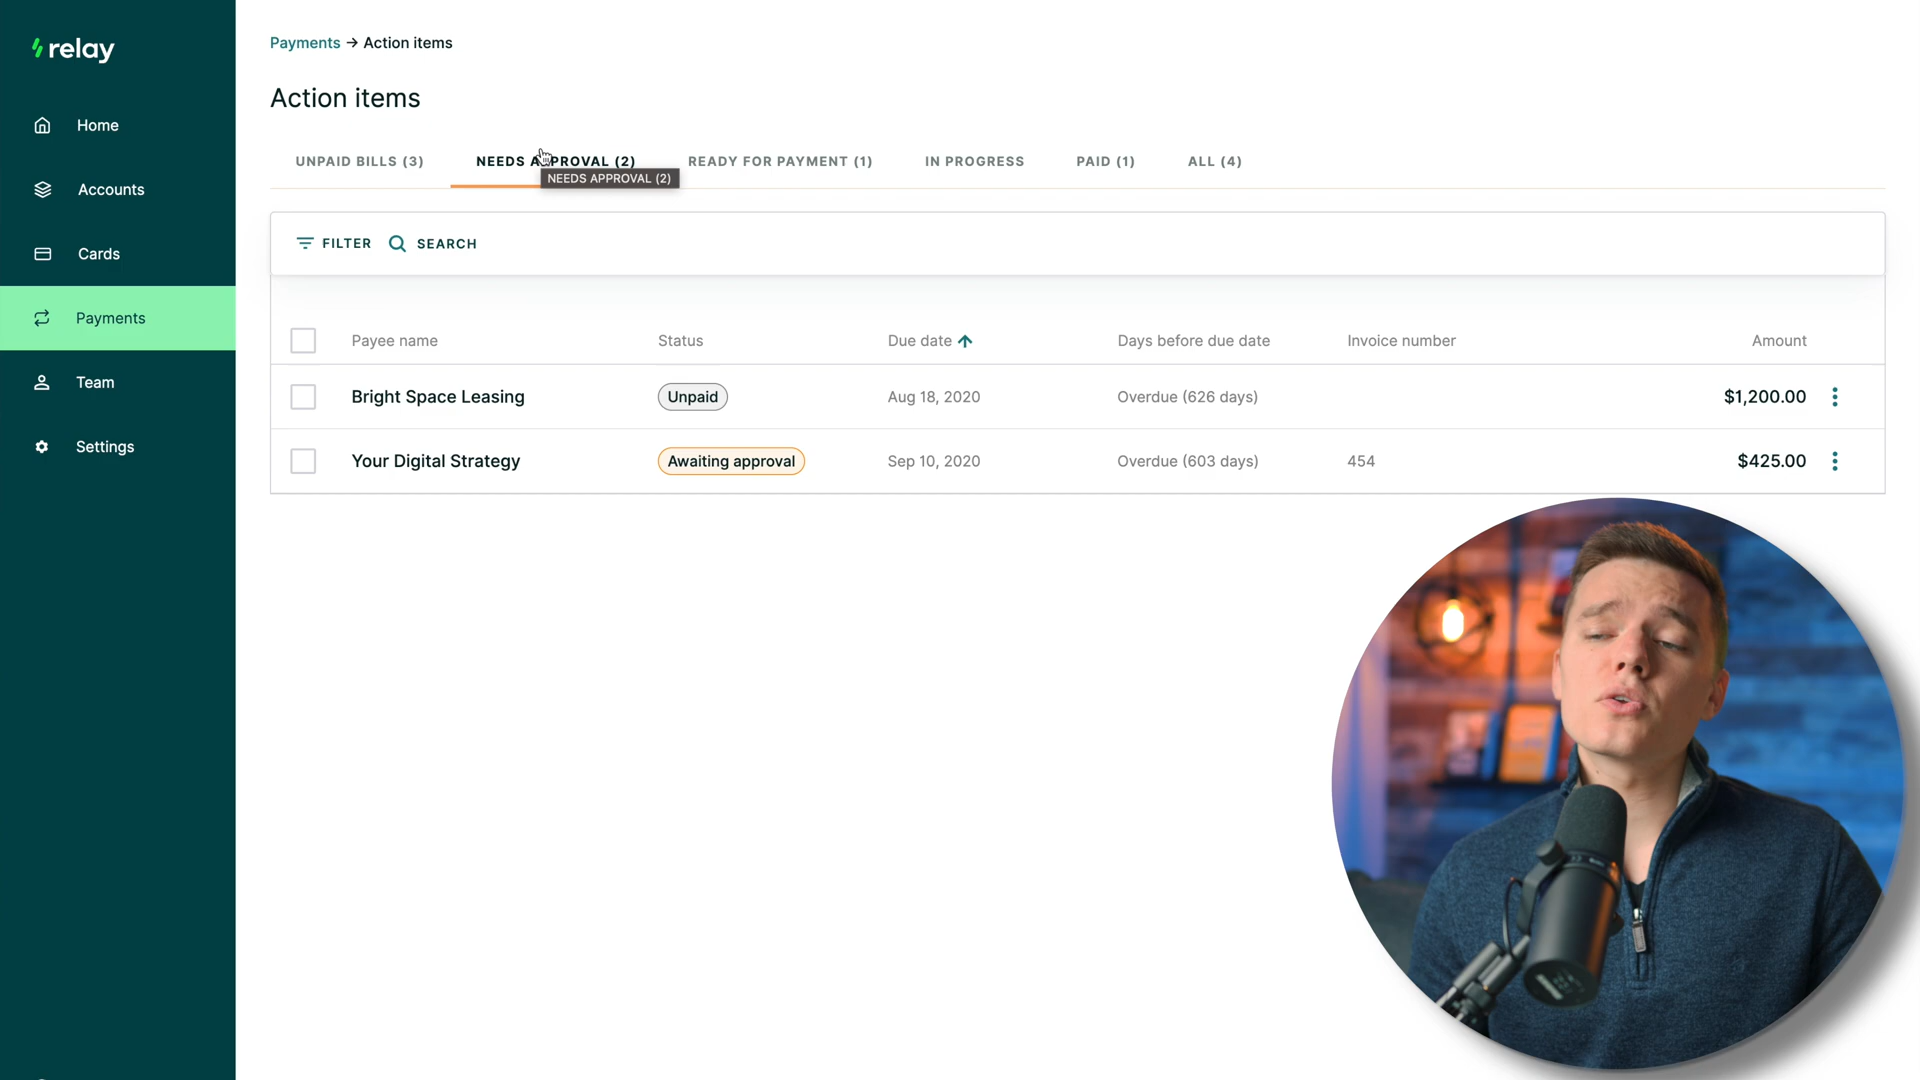 relay
Home
Accounts
Cards
Payments
Team
Settings
Payments → Action items
Action items
UNPAID BILLS (3) NEEDS APPROVAL (2) READY FOR PAYMENT (1) IN PROGRESS PAID (1) ALL (4)
NEEDS APPROVAL (2)
FILTER SEARCH
Payee name Status Due date Days before due date Invoice number Amount
Bright Space Leasing Unpaid Aug 18, 2020 Overdue (626 days) $1,200.00
Your Digital Strategy Awaiting approval Sep 10, 2020 Overdue (603 days) 454 $425.00